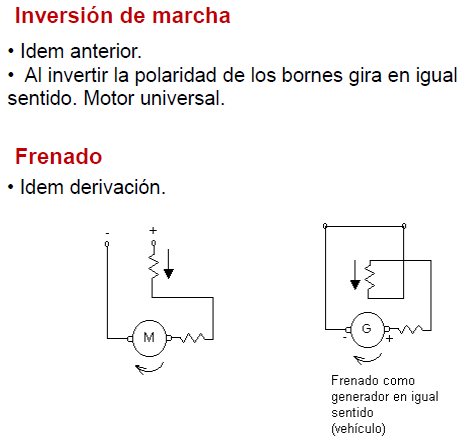 Inversión de marcha
• Idem anterior.
• Al invertir la polaridad de los bornes gira en igual
sentido. Motor universal.
Frenado
• Idem derivación.
- +
M
G
- +
Frenado como
generador en igual
sentido
(vehículo)